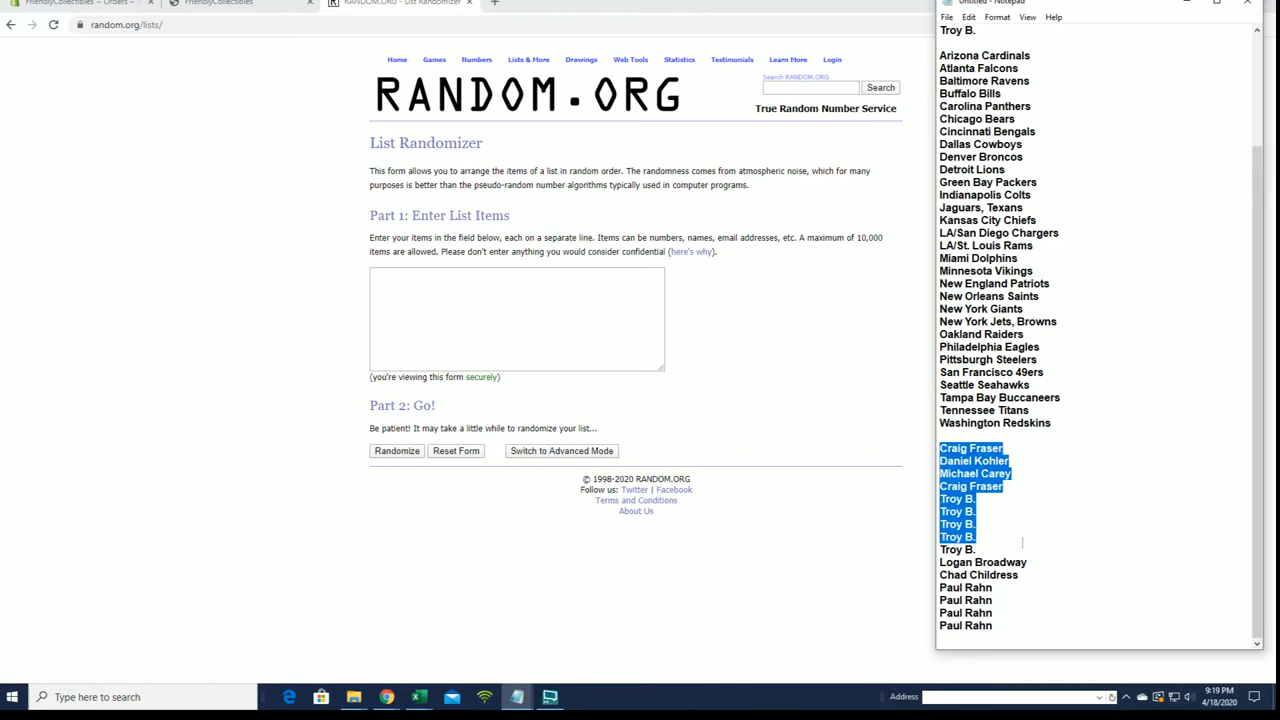 FriendlyCollectibles – Orders –
FriendlyCollectibles
RANDOM.ORG - List Randomizer
random.org/lists/
Home Games Numbers Lists & More Drawings Web Tools Statistics Testimonials Learn More Login
Search RANDOM.ORG
Search
RANDOM.ORG
True Random Number Service
List Randomizer
This form allows you to arrange the items of a list in random order. The randomness comes from atmospheric noise, which for many
purposes is better than the pseudo-random number algorithms typically used in computer programs.
Part 1: Enter List Items
Enter your items in the field below, each on a separate line. Items can be numbers, names, email addresses, etc. A maximum of 10,000
items are allowed. Please don't enter anything you would consider confidential (here's why).
(you're viewing this form securely)
Part 2: Go!
Be patient! It may take a little while to randomize your list...
Randomize Reset Form Switch to Advanced Mode
© 1998-2020 RANDOM.ORG
Follow us: Twitter | Facebook
Terms and Conditions
About Us
Untitled - Notepad
File Edit Format View Help
Troy B.
Arizona Cardinals
Atlanta Falcons
Baltimore Ravens
Buffalo Bills
Carolina Panthers
Chicago Bears
Cincinnati Bengals
Dallas Cowboys
Denver Broncos
Detroit Lions
Green Bay Packers
Indianapolis Colts
Jaguars, Texans
Kansas City Chiefs
LA/San Diego Chargers
LA/St. Louis Rams
Miami Dolphins
Minnesota Vikings
New England Patriots
New Orleans Saints
New York Giants
New York Jets, Browns
Oakland Raiders
Philadelphia Eagles
Pittsburgh Steelers
San Francisco 49ers
Seattle Seahawks
Tampa Bay Buccaneers
Tennessee Titans
Washington Redskins
Craig Fraser
Daniel Kohler
Michael Carey
Craig Fraser
Troy B.
Troy B.
Troy B.
Troy B.
Troy B.
Logan Broadway
Chad Childress
Paul Rahn
Paul Rahn
Paul Rahn
Paul Rahn
Type here to search
Address
9:19 PM
4/18/2020